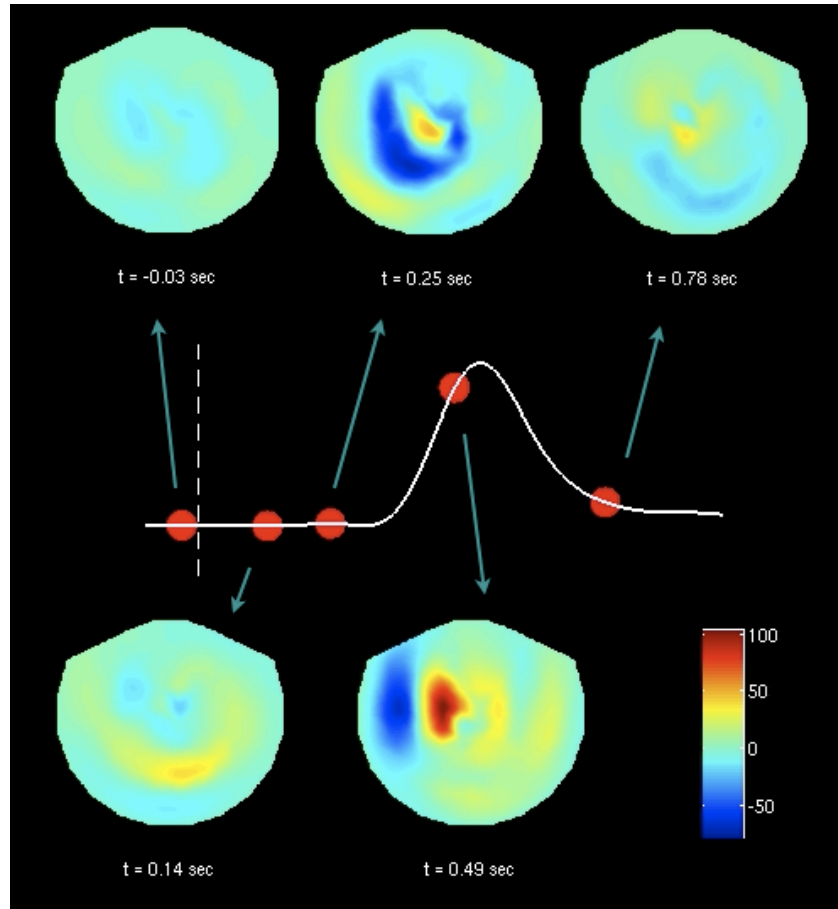 t = -0.03 sec
t = 0.25 sec
t = 0.78 sec
100
50
0
-50
t = 0.14 sec
t = 0.49 sec